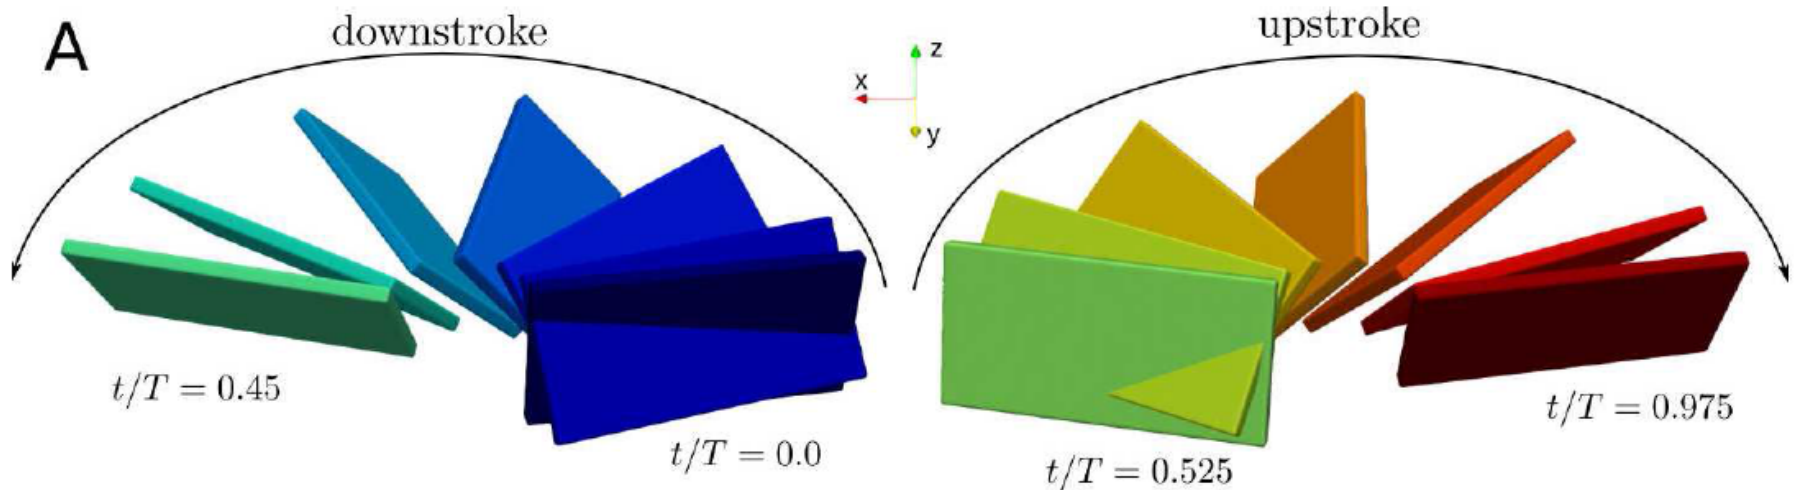 A
downstroke
upstroke
z
x
y
t/T = 0.45
t/T = 0.0
t/T = 0.525
t/T = 0.975